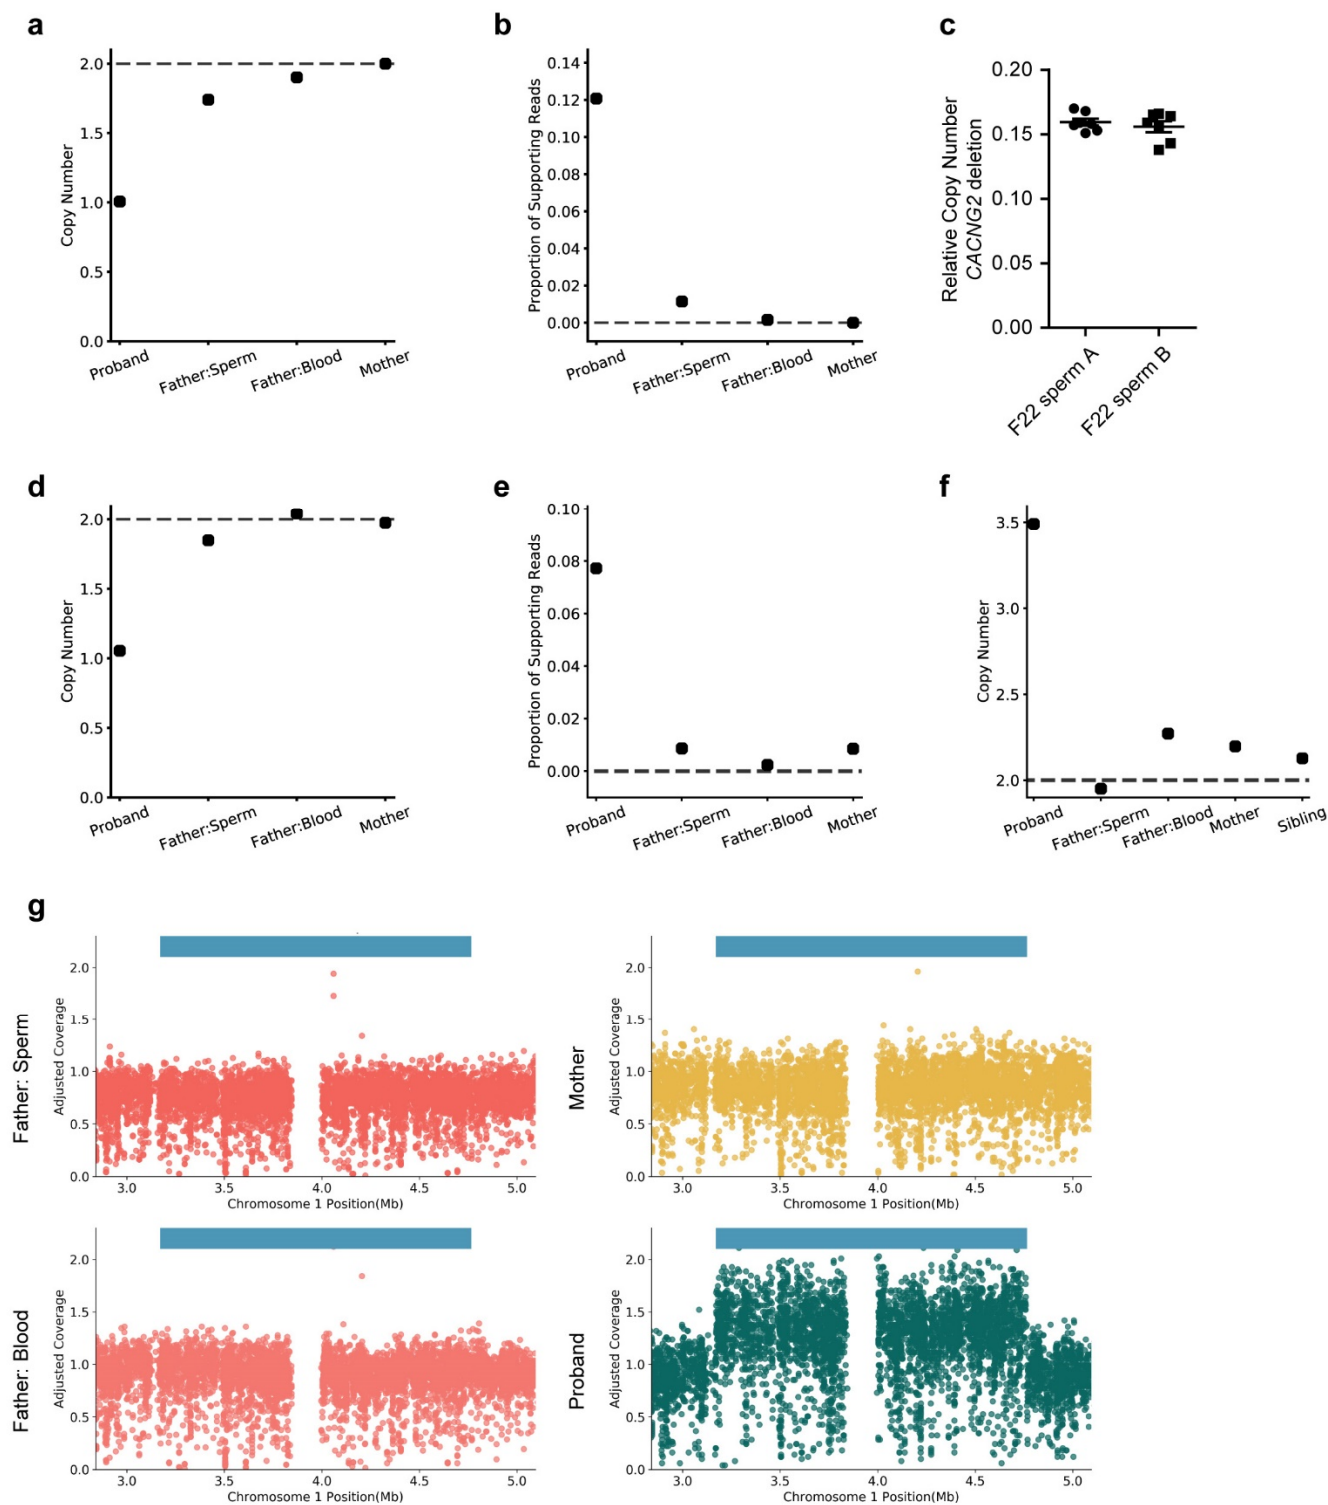 a
2.0
1.5
1.0
0.5
0.0
Copy Number
Proband
Father:Sperm
Father:Blood
Mother
b
0.14
0.12
0.10
0.08
0.06
0.04
0.02
0.00
Proportion of Supporting Reads
Proband
Father:Sperm
Father:Blood
Mother
c
0.20
0.15
0.10
0.05
0.00
Relative Copy Number
CACNG2 deletion
F22 sperm A
F22 sperm B
d
2.0
1.5
1.0
0.5
0.0
Copy Number
Proband
Father:Sperm
Father:Blood
Mother
e
0.10
0.08
0.06
0.04
0.02
0.00
Proportion of Supporting Reads
Proband
Father:Sperm
Father:Blood
Mother
f
3.5
3.0
2.5
2.0
Copy Number
Proband
Father:Sperm
Father:Blood
Mother
Sibling
g
Father: Sperm
Adjusted Coverage
2.0
1.5
1.0
0.5
0.0
3.0 3.5 4.0 4.5 5.0
Chromosome 1 Position(Mb)
Mother
Adjusted Coverage
2.0
1.5
1.0
0.5
0.0
3.0 3.5 4.0 4.5 5.0
Chromosome 1 Position(Mb)
Father: Blood
Adjusted Coverage
2.0
1.5
1.0
0.5
0.0
3.0 3.5 4.0 4.5 5.0
Chromosome 1 Position(Mb)
Proband
Adjusted Coverage
2.0
1.5
1.0
0.5
0.0
3.0 3.5 4.0 4.5 5.0
Chromosome 1 Position(Mb)